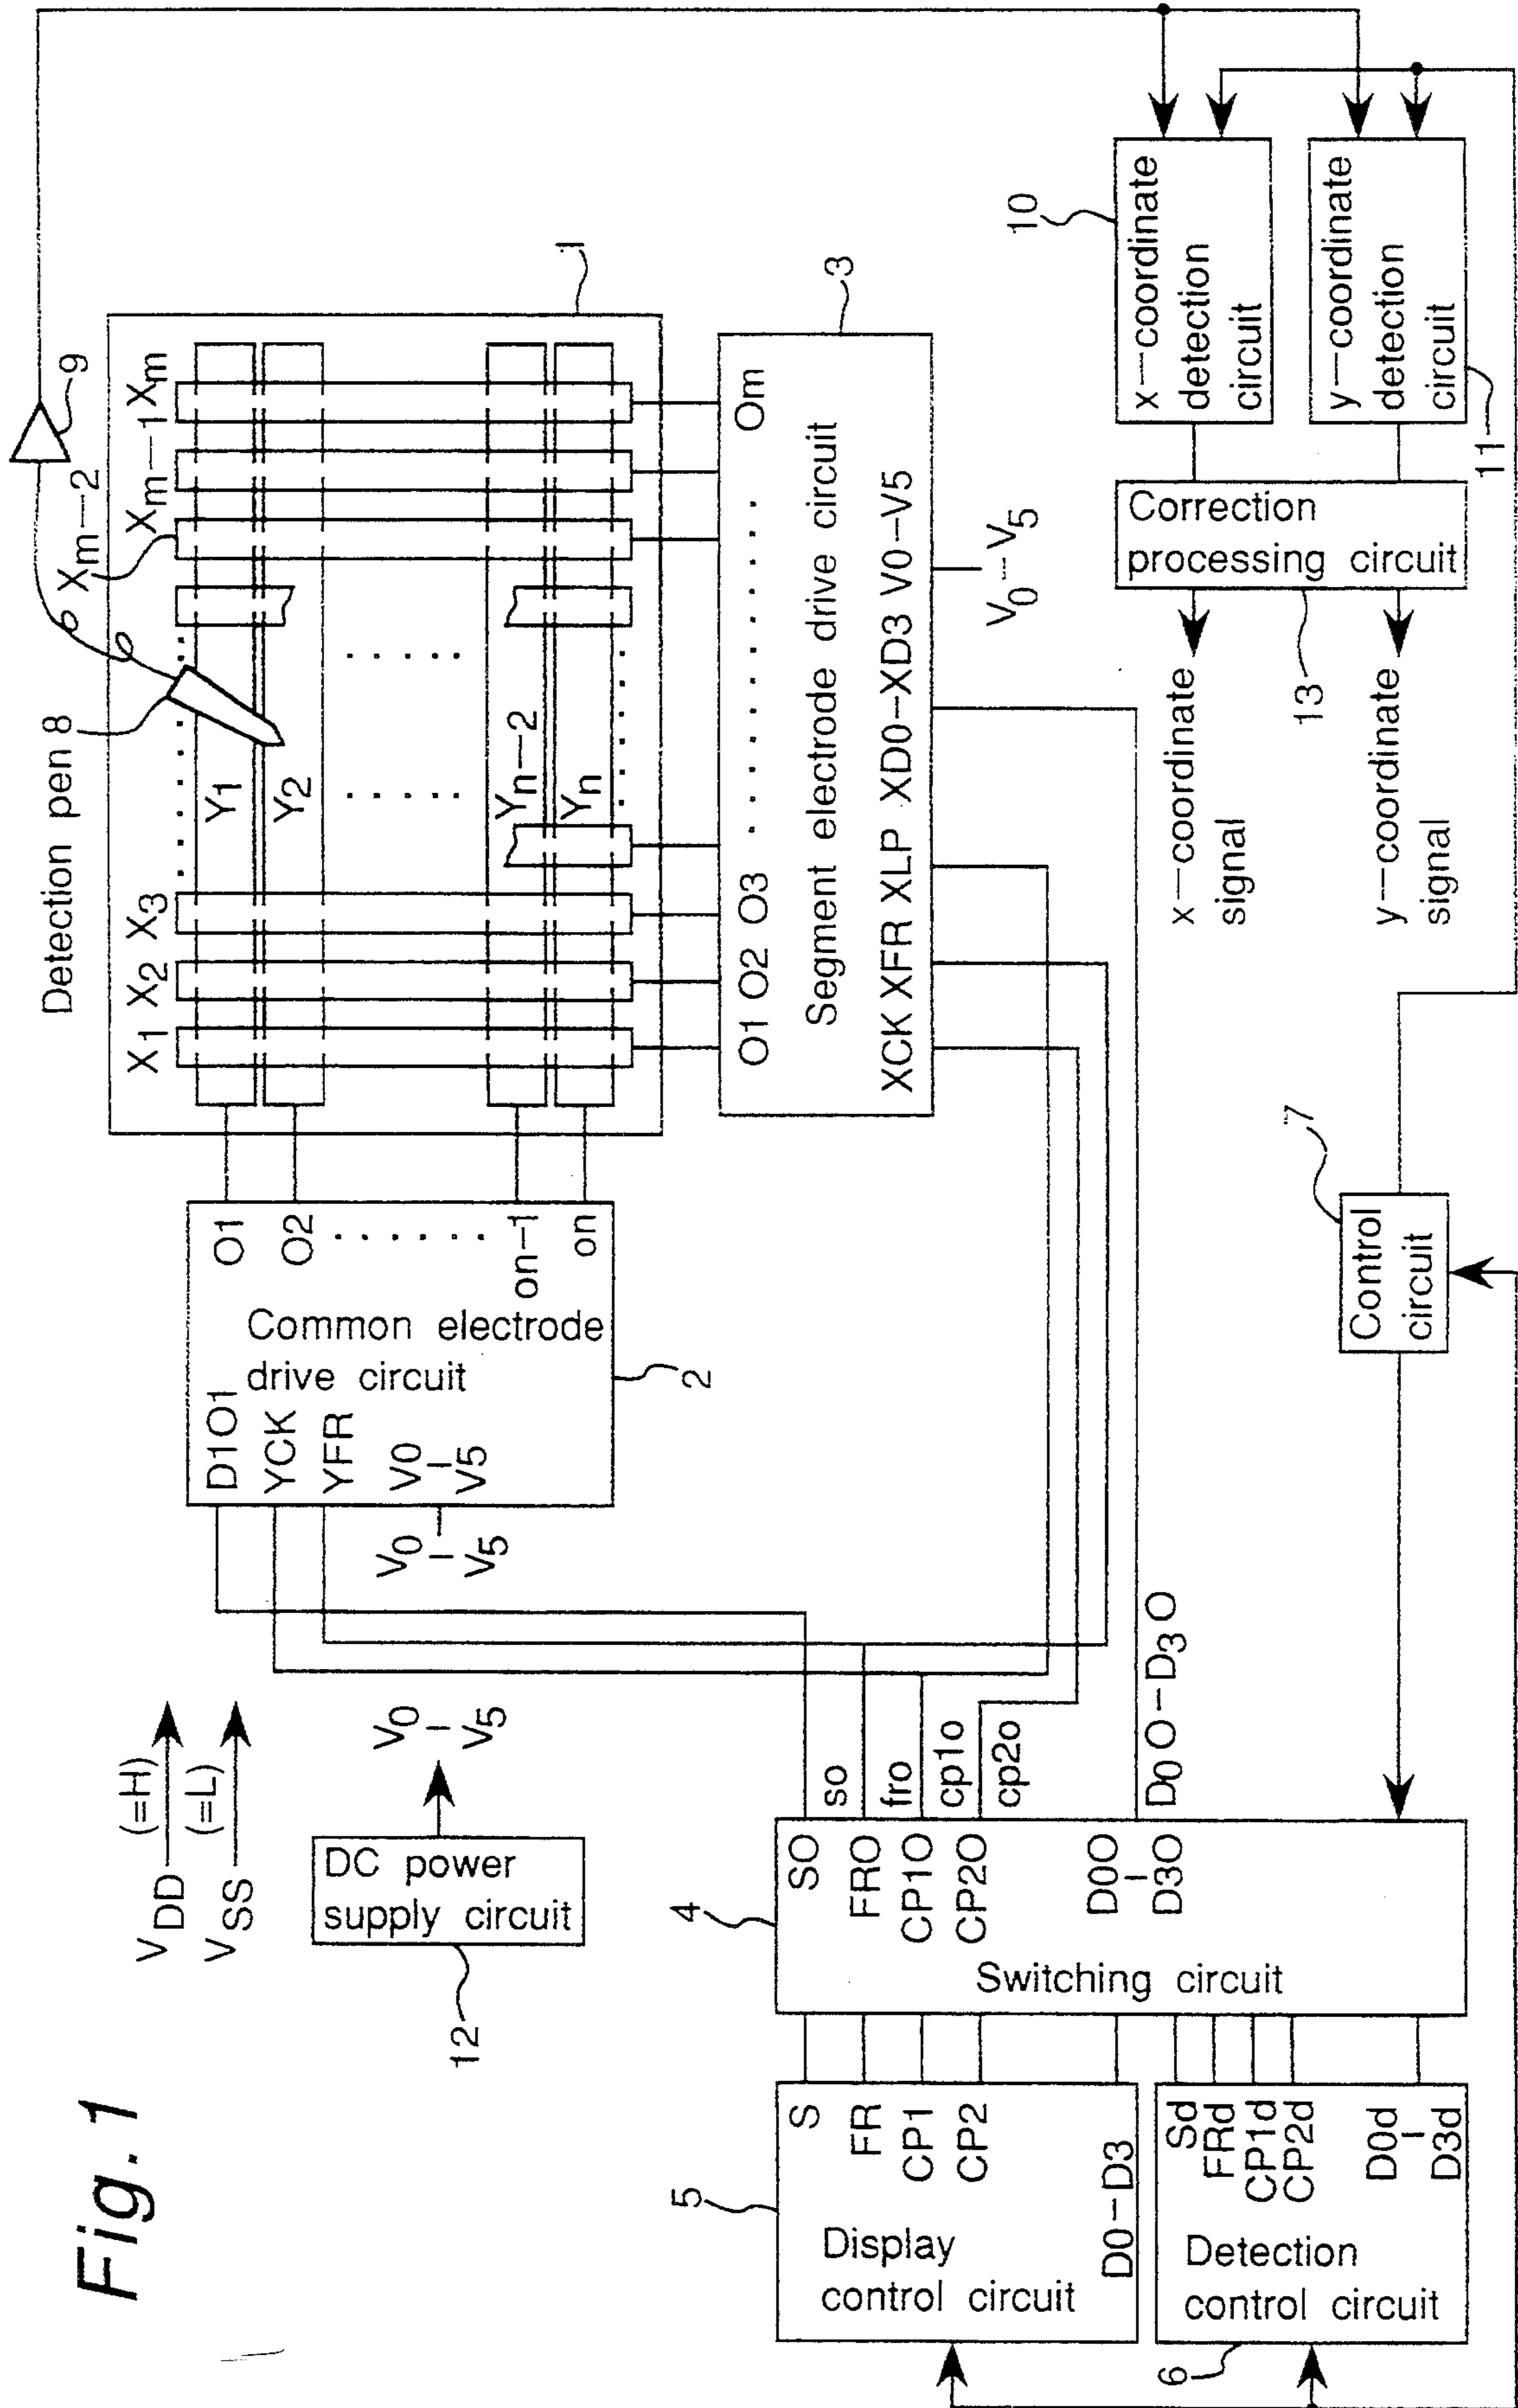 Fig. 1
VDD (=H)
VSS (=L)
DC power
supply circuit
12
V0 – V5
V0 – V5
D1O1
YCK
YFR
V0 – V5
Common electrode
drive circuit
2
O1
O2
. . . . . .
on-1
on
Detection pen 8
9
1
X1 X2 X3 . . . . . Xm-2 Xm-1 Xm
Y1
Y2
. . . . .
Yn-2
Yn
O1 O2 O3 . . . . . . . . Om
Segment electrode drive circuit
XCK XFR XLP XD0-XD3 V0-V5
3
V0 – V5
5
S
FR
CP1
CP2
D0-D3
Display
control circuit
6
Sd
FRd
CP1d
CP2d
D0d – D3d
Detection
control circuit
4
SO
FRO
CP1O
CP2O
D0O – D3O
Switching circuit
so
fro
cp1o
cp2o
D0O-D3O
7
Control
circuit
10
x-coordinate
detection
circuit
y-coordinate
detection
circuit
11
Correction
processing circuit
13
x-coordinate
signal
y-coordinate
signal